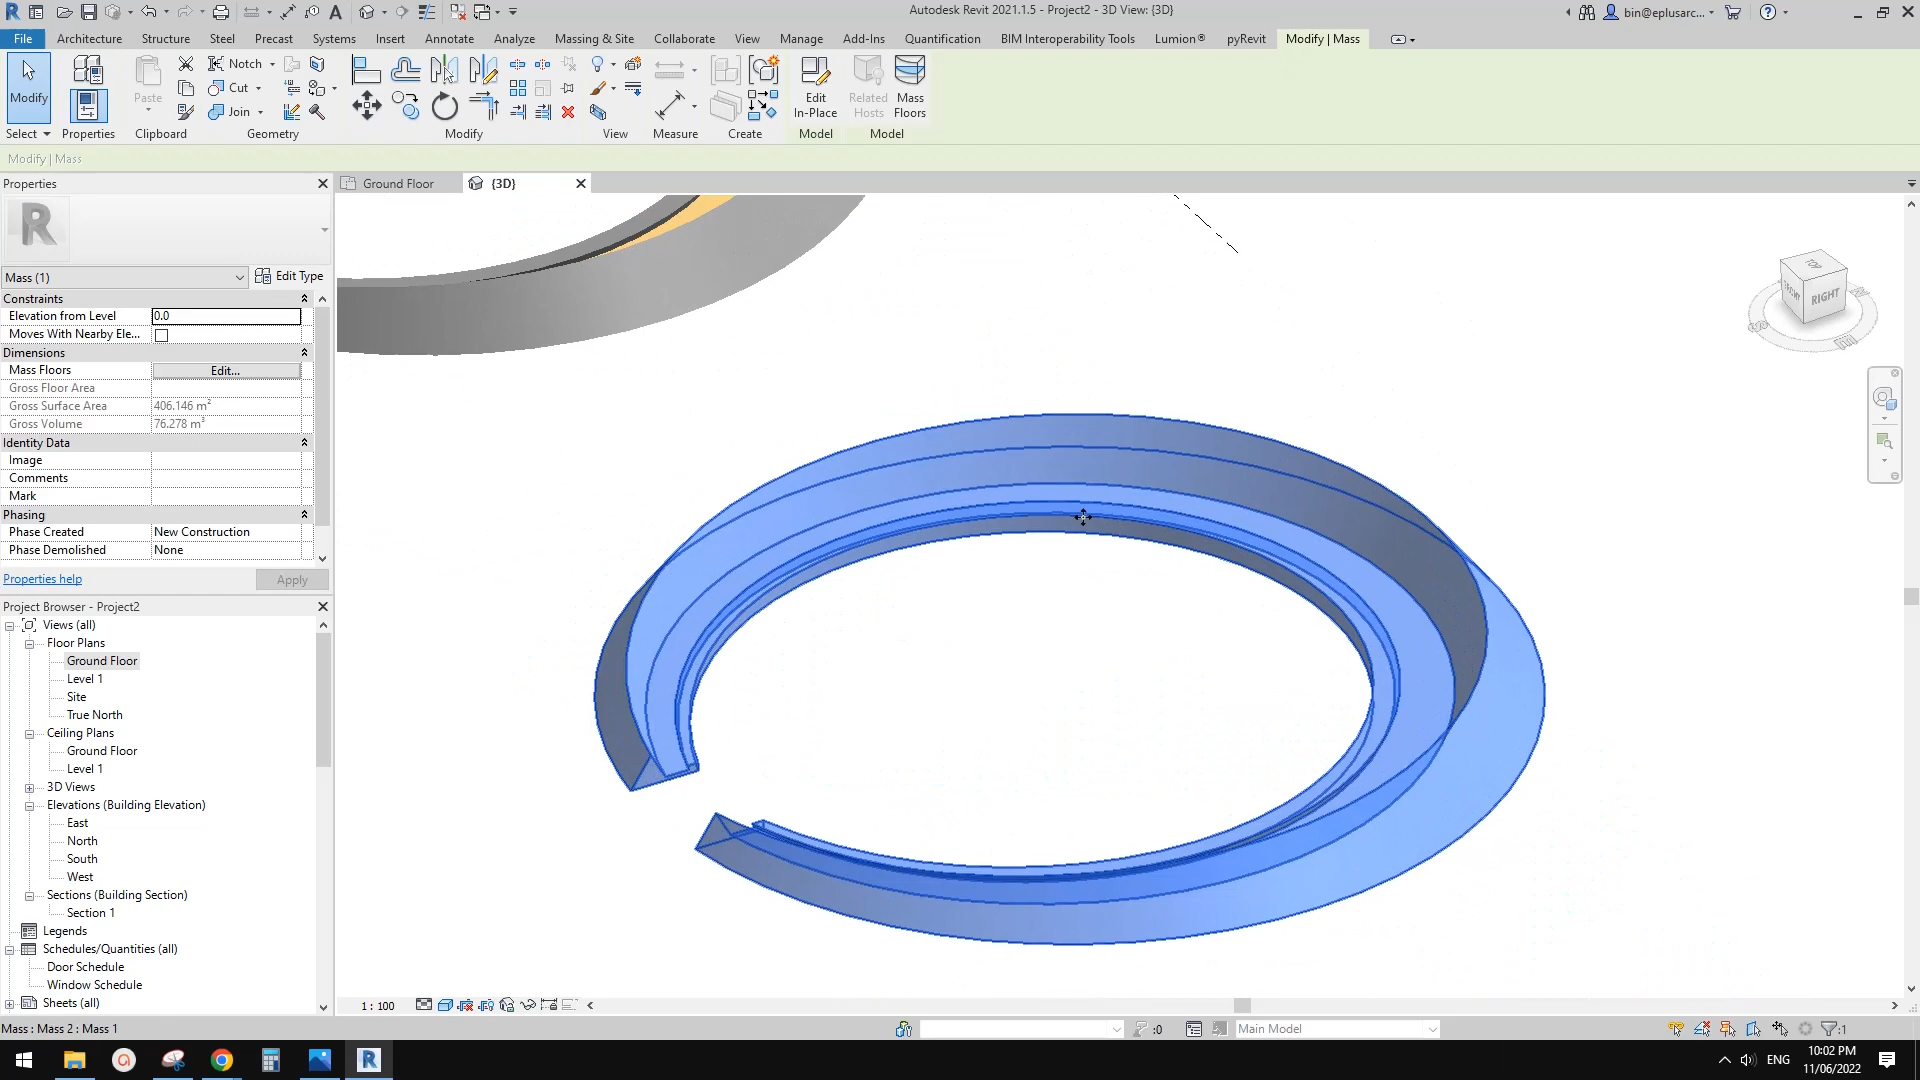 Autodesk Revit 2021.1.5 - Project2 - 3D View: {3D}
bin@eplusarc...
File
Architecture
Structure
Steel
Precast
Systems
Insert
Annotate
Analyze
Massing & Site
Collaborate
View
Manage
Add-Ins
Quantification
BIM Interoperability Tools
Lumion®
pyRevit
Modify | Mass
Modify
Paste
Notch
Cut
Join
Edit
In-Place
Related
Hosts
Mass
Floors
Select
Properties
Clipboard
Geometry
Modify
View
Measure
Create
Model
Model
Modify | Mass
Properties
Ground Floor
{3D}
R
Mass (1)
Edit Type
Constraints
Elevation from Level
0.0
Moves With Nearby Ele...
Dimensions
Mass Floors
Edit...
Gross Floor Area
Gross Surface Area
406.146 m²
Gross Volume
76.278 m³
Identity Data
Image
Comments
Mark
Phasing
Phase Created
New Construction
Phase Demolished
None
Properties help
Apply
Project Browser - Project2
Views (all)
Floor Plans
Ground Floor
Level 1
Site
True North
Ceiling Plans
Ground Floor
Level 1
3D Views
Elevations (Building Elevation)
East
North
South
West
Sections (Building Section)
Section 1
Legends
Schedules/Quantities (all)
Door Schedule
Window Schedule
Sheets (all)
TOP
FRONT
RIGHT
1 : 100
Mass : Mass 2 : Mass 1
:0
Main Model
:1
ENG
10:02 PM
11/06/2022